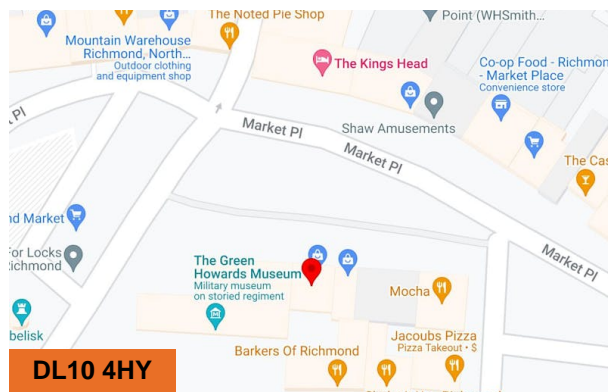 The Noted Pie Shop
Point (WHSmith...
Mountain Warehouse
Richmond, North...
Outdoor clothing
and equipment shop
The Kings Head
Co-op Food - Richmo
- Market Place
Convenience store
Market Pl
Shaw Amusements
Market Pl
The Cas
nd Market
Market Pl
For Locks
Richmond
The Green
Howards Museum
Military museum
on storied regiment
Mocha
belisk
Jacoubs Pizza
Pizza Takeout • $
Barkers Of Richmond
DL10 4HY